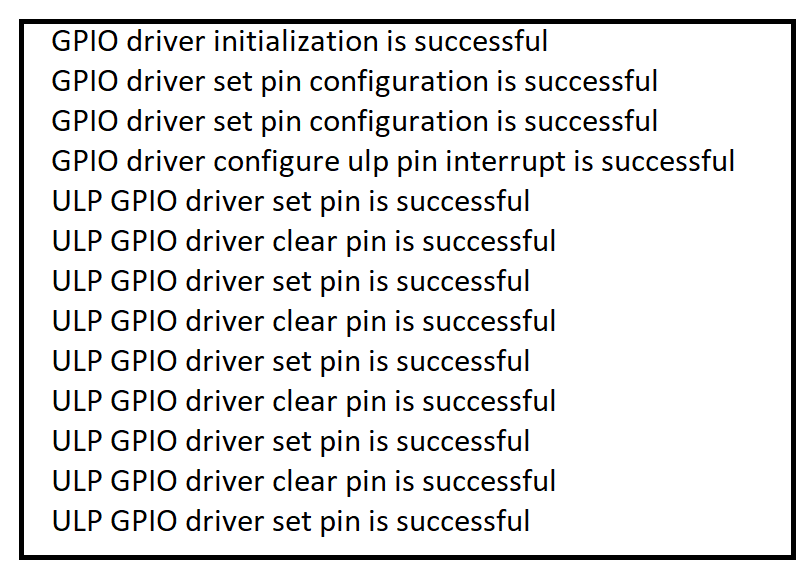 GPIO driver initialization is successful
GPIO driver set pin configuration is successful
GPIO driver set pin configuration is successful
GPIO driver configure ulp pin interrupt is successful
ULP GPIO driver set pin is successful
ULP GPIO driver clear pin is successful
ULP GPIO driver set pin is successful
ULP GPIO driver clear pin is successful
ULP GPIO driver set pin is successful
ULP GPIO driver clear pin is successful
ULP GPIO driver set pin is successful
ULP GPIO driver clear pin is successful
ULP GPIO driver set pin is successful